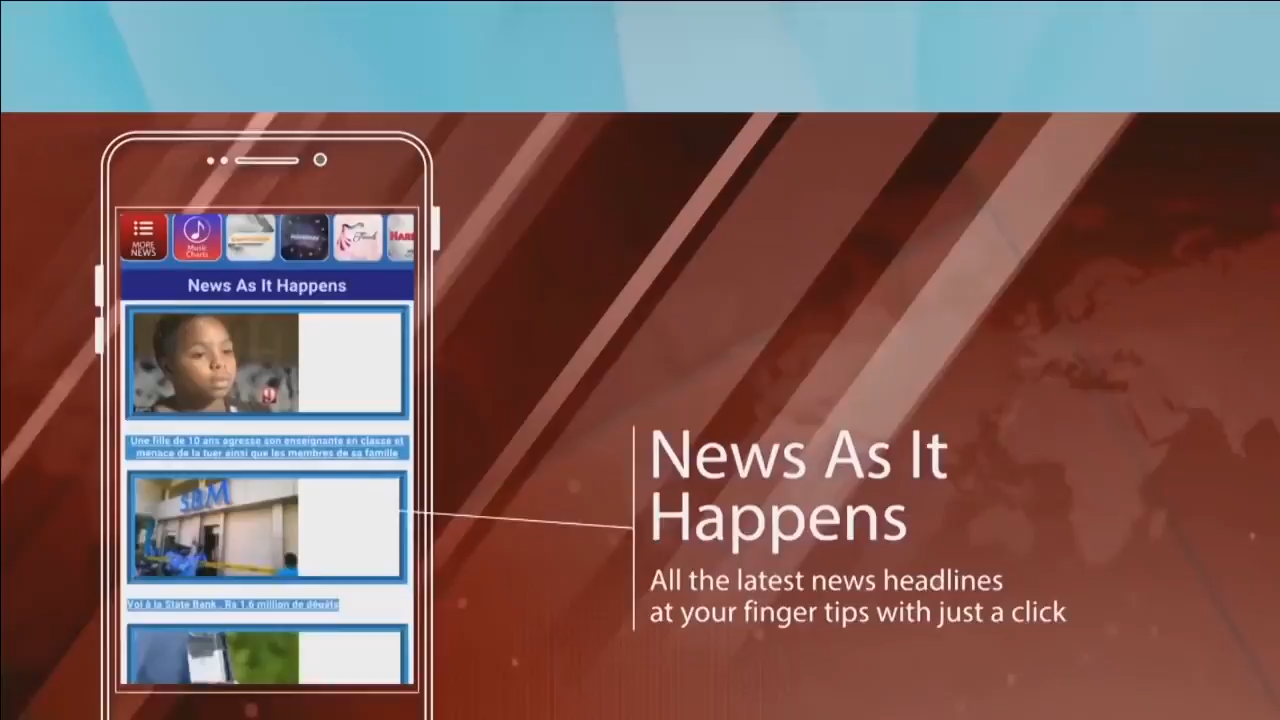 MORE
NEWS
Music
Charts
News As It Happens
Une fille de 10 ans agresse son enseignante en classe et
menace de la tuer ainsi que les membres de sa famille
SBM
Vol à la State Bank . Rs 1.6 million de dégâts
News As It
Happens
All the latest news headlines
at your finger tips with just a click